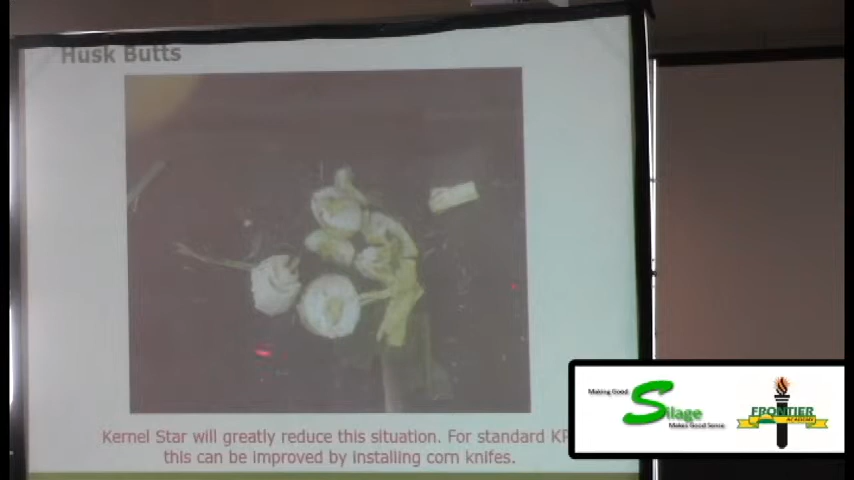 Husk Butts
Kernel Star will greatly reduce this situation. For standard
this can be improved by installing corn knifes.
Making Good
Silage
Makes Good Sense
FRONTIER
ACADEMY